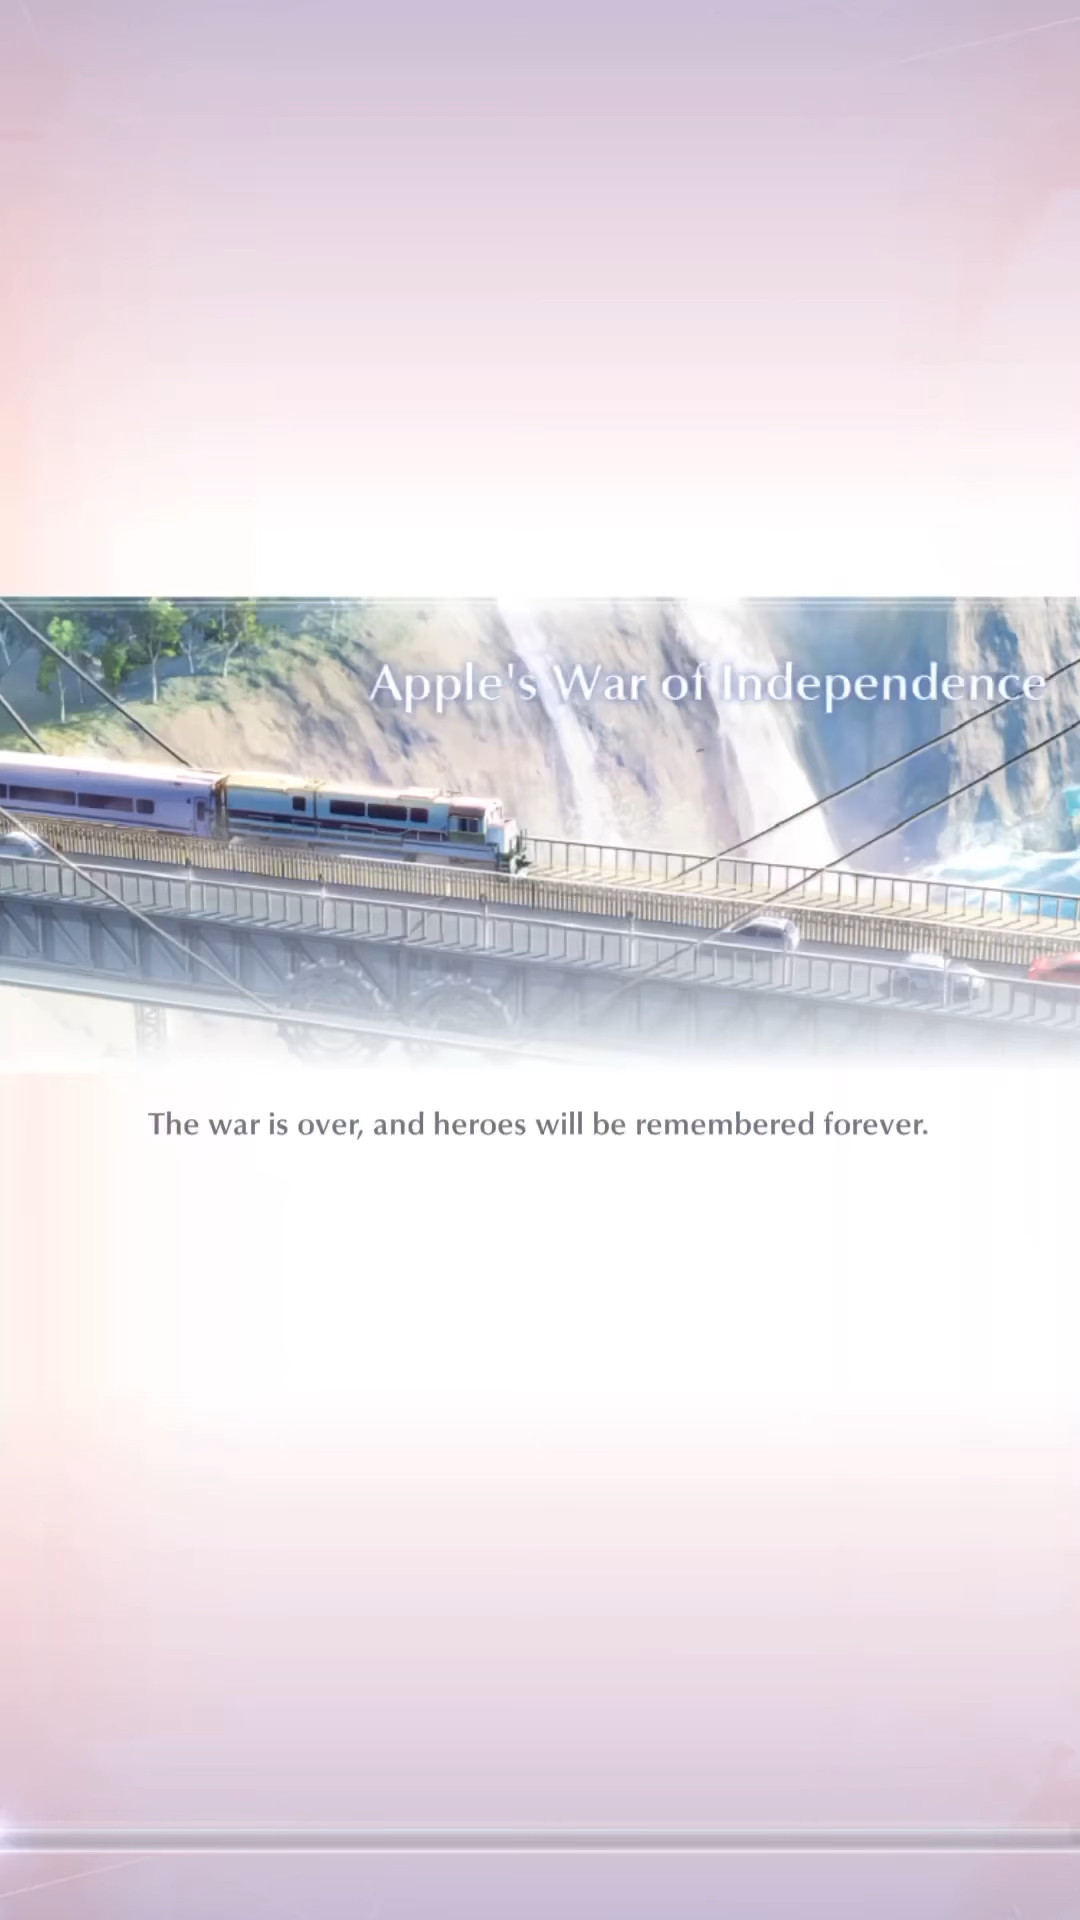 Apple's War of Independence
The war is over, and heroes will be remembered forever.